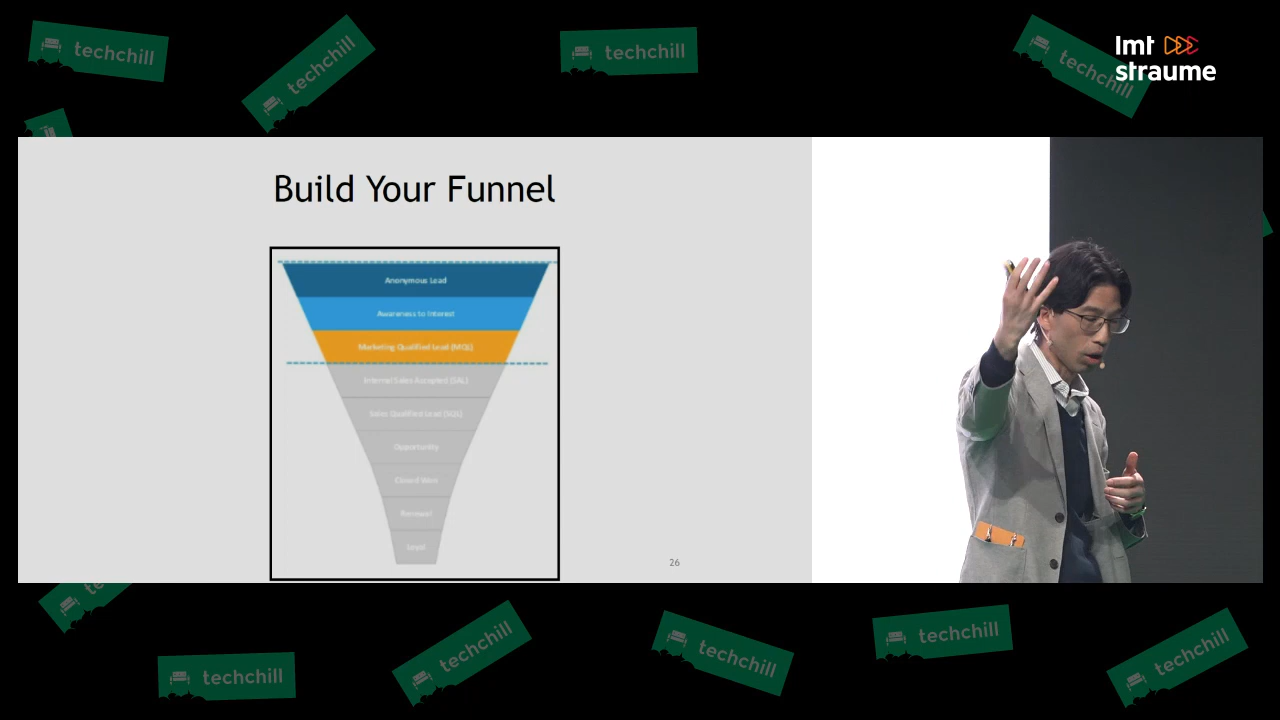 techchill
techchill
techchill
techchill
lmt
straume
Build Your Funnel
Anonymous Lead
Awareness to Interest
Marketing Qualified Lead (MQL)
Internal Sales Accepted (SAL)
Sales Qualified Lead (SQL)
Opportunity
Closed Won
Renewal
Loyal
26
techchill
techchill
techchill
techchill
techchill